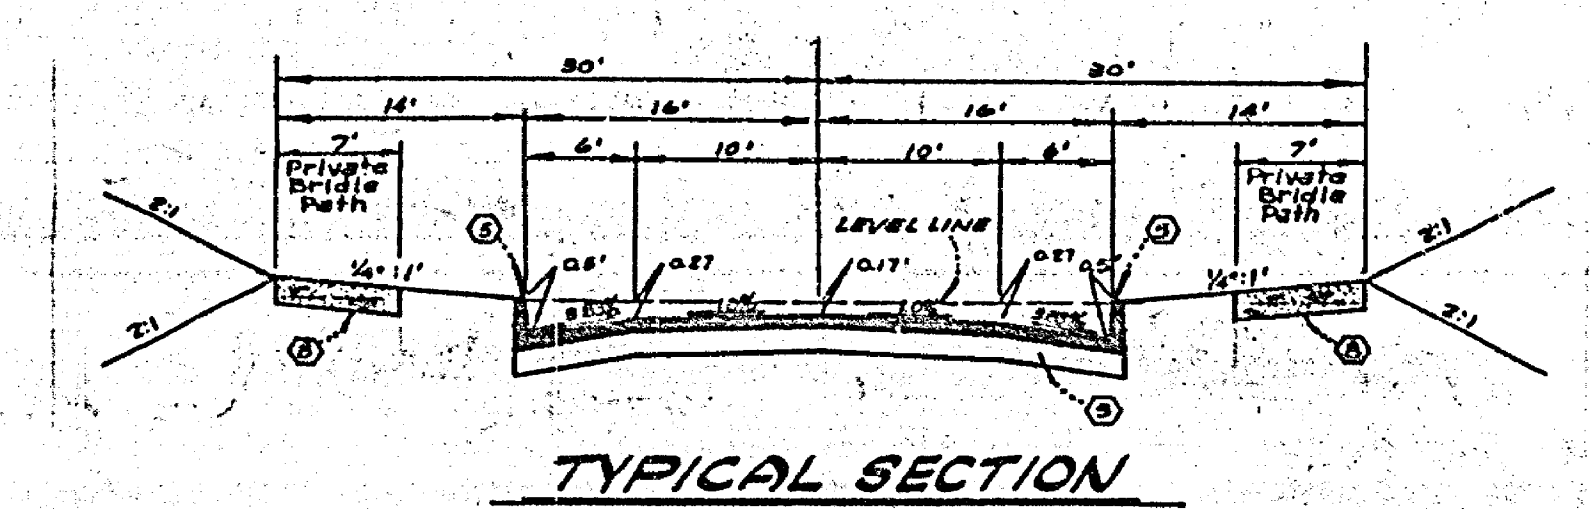 30' 30'
14' 16' 16' 14'
7' 6' 10' 10' 6' 7'
Private Bridle Path
Private Bridle Path
2:1 2:1
LEVEL LINE
1/4" : 1' 0.5' 0.27 0.17' 0.27 0.5' 1/4" : 1'
2:1 2:1
5
8 8
TYPICAL SECTION